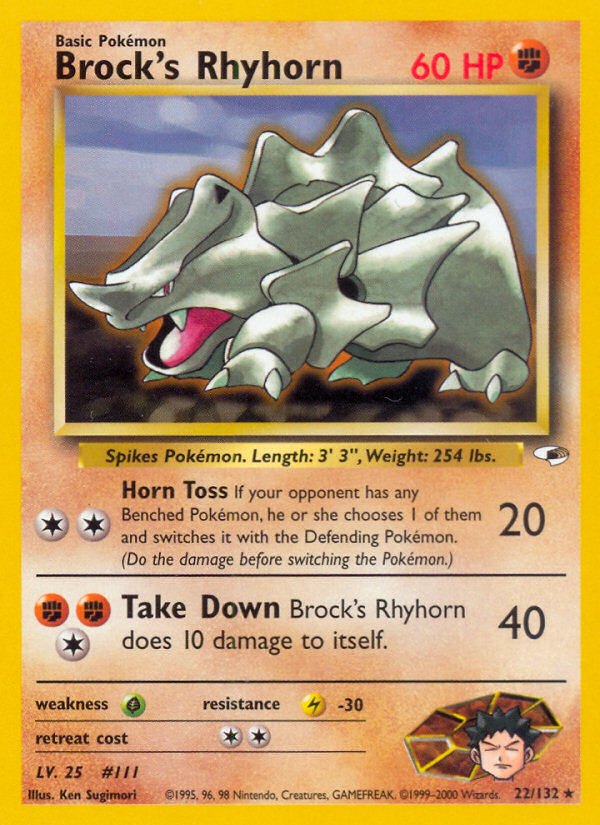 Basic Pokémon
Brock's Rhyhorn 60 HP
Spikes Pokémon. Length: 3' 3", Weight: 254 lbs.
Horn Toss If your opponent has any
Benched Pokémon, he or she chooses 1 of them
and switches it with the Defending Pokémon.
(Do the damage before switching the Pokémon.)
20
Take Down Brock's Rhyhorn
does 10 damage to itself.
40
weakness resistance -30
retreat cost
LV. 25 #111
Illus. Ken Sugimori ©1995, 96, 98 Nintendo, Creatures, GAMEFREAK. ©1999-2000 Wizards. 22/132 ★